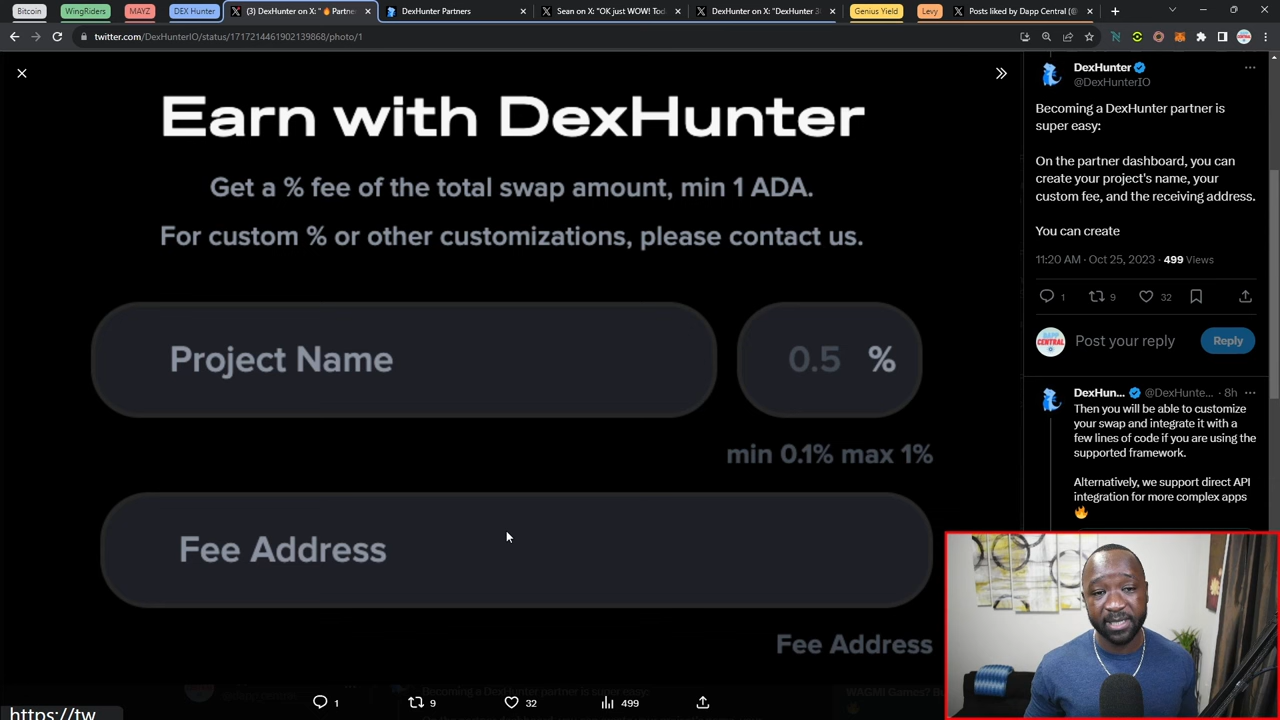 Bitcoin
WingRiders
MAYZ
DEX Hunter
(3) DexHunter on X: "🔥Partne
DexHunter Partners
Sean on X: "OK just WOW! Tod
DexHunter on X: "Dexhunter 3
Genius Yield
Levy
Posts liked by Dapp Central (@
twitter.com/DexHunterIO/status/1717214461902139868/photo/1
Earn with DexHunter
Get a % fee of the total swap amount, min 1 ADA.
For custom % or other customizations, please contact us.
Project Name
0.5 %
min 0.1% max 1%
Fee Address
Fee Address
1
9
32
499
https://tw
DexHunter
@DexHunterIO
Becoming a DexHunter partner is
super easy:
On the partner dashboard, you can
create your project's name, your
custom fee, and the receiving address.
You can create
11:20 AM · Oct 25, 2023 · 499 Views
1
9
32
Post your reply
Reply
DexHun... @DexHunte... · 8h
Then you will be able to customize
your swap and integrate it with a
few lines of code if you are using the
supported framework.
Alternatively, we support direct API
integration for more complex apps
🔥